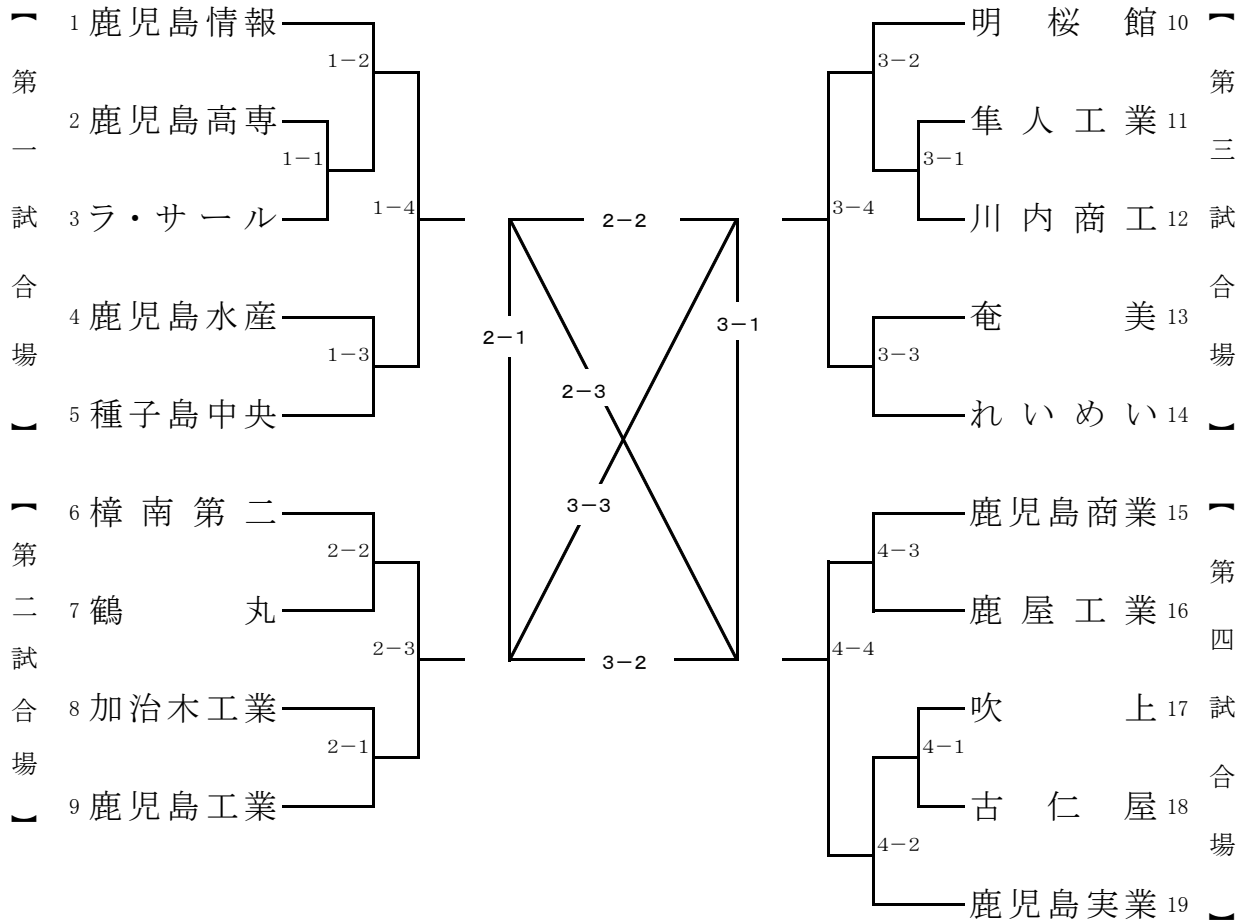 【第一試合場】
1 鹿児島情報
1-2
2 鹿児島高専
1-1
3 ラ・サール
1-4
4 鹿児島水産
1-3
5 種子島中央
【第二試合場】
6 樟南第二
2-2
7 鶴丸
2-3
8 加治木工業
2-1
9 鹿児島工業
2-2
2-1
3-1
2-3
3-3
3-2
【第三試合場】
明桜館 10
3-2
隼人工業 11
3-1
川内商工 12
3-4
奄美 13
3-3
れいめい 14
【第四試合場】
鹿児島商業 15
4-3
鹿屋工業 16
4-4
吹上 17
4-1
古仁屋 18
4-2
鹿児島実業 19